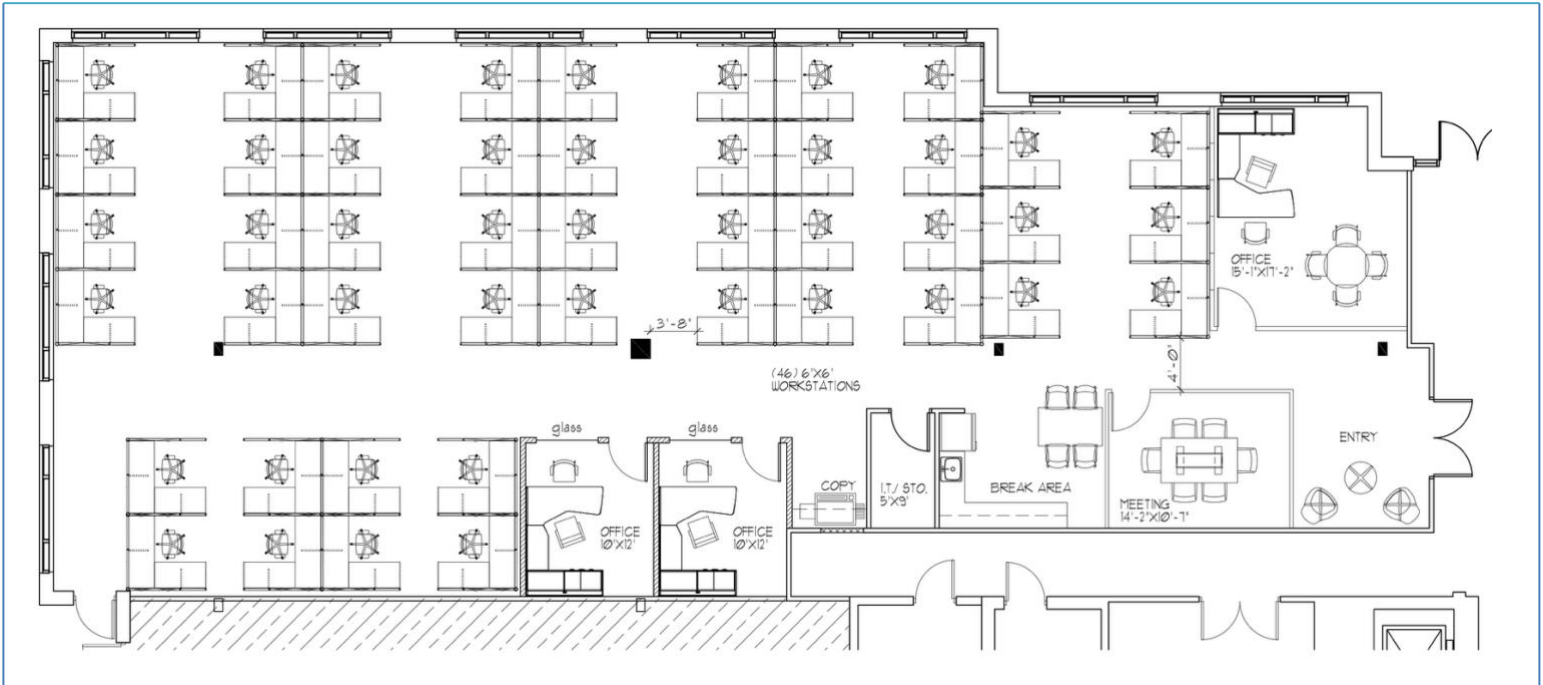 OFFICE
15'-1"X17'-2"
3'-8"
4'-0"
(46) 6'X6'
WORKSTATIONS
glass
glass
ENTRY
COPY
I.T./ STO.
5'X9'
BREAK AREA
MEETING
14'-2"X10'-7"
OFFICE
10'X12'
OFFICE
10'X12'